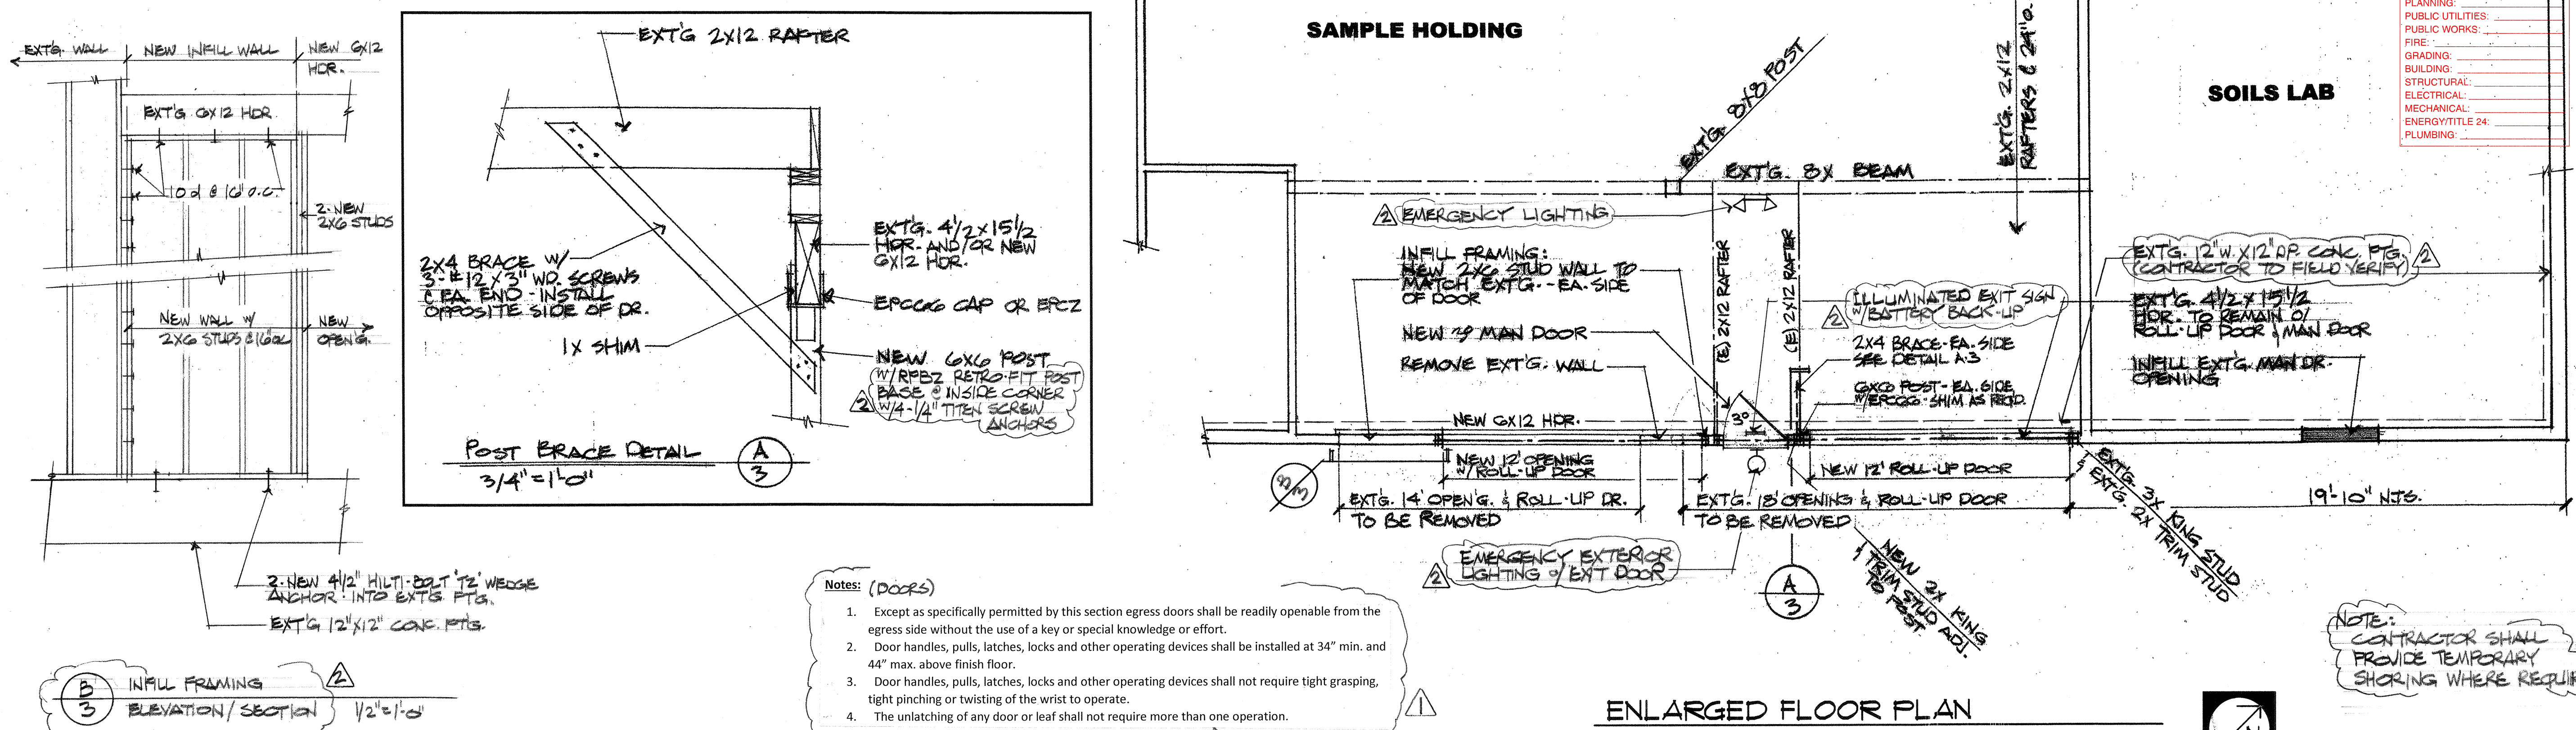 EXT'G. WALL
NEW INFILL WALL
NEW 6X12
HDR.
EXT'G 6X12 HDR.
10d @ 16" O.C.
2-NEW
2X6 STUDS
NEW WALL W/
2X6 STUDS @ 16" OC
NEW
OPEN'G.
2-NEW 4½" HILTI-BOLT 'TZ' WEDGE
ANCHOR INTO EXT'G FTG.
EXT'G 12"X12" CONC. FTG.
B
3
INFILL FRAMING
ELEVATION/SECTION
2
1/2"=1'-0"
EXT'G 2X12 RAFTER
2X4 BRACE W/
3-#12 X 3" WD. SCREWS
@ EA. END - INSTALL
OPPOSITE SIDE OF DR.
1X SHIM
EXT'G. 4 1/2 X 15 1/2
HDR. AND/OR NEW
6X12 HDR.
EPCG66 CAP OR EPCZ
NEW 6X6 POST
W/RPBZ RETRO-FIT POST
BASE @ INSIDE CORNER
W/4-1/4" TITEN SCREW
ANCHORS
2
POST BRACE DETAIL
3/4"=1'-0"
A
3
Notes: (DOORS)
1. Except as specifically permitted by this section egress doors shall be readily openable from the
egress side without the use of a key or special knowledge or effort.
2. Door handles, pulls, latches, locks and other operating devices shall be installed at 34" min. and
44" max. above finish floor.
3. Door handles, pulls, latches, locks and other operating devices shall not require tight grasping,
tight pinching or twisting of the wrist to operate.
4. The unlatching of any door or leaf shall not require more than one operation.
1
SAMPLE HOLDING
EXT'G. 8X8 POST
EXT'G. 8X BEAM
EXT'G. 2X12
RAFTERS @ 24" O.
SOILS LAB
PLANNING:
PUBLIC UTILITIES:
PUBLIC WORKS:
FIRE:
GRADING:
BUILDING:
STRUCTURAL:
ELECTRICAL:
MECHANICAL:
ENERGY/TITLE 24:
PLUMBING:
2
EMERGENCY LIGHTING
INFILL FRAMING:
NEW 2X6 STUD WALL TO
MATCH EXT'G.-EA. SIDE
OF DOOR
NEW 3⁰ MAN DOOR
REMOVE EXT'G. WALL
(E) 2X12 RAFTER
(E) 2X12 RAFTER
ILLUMINATED EXIT SIGN
W/BATTERY BACK-UP
2
2X4 BRACE-EA. SIDE
SEE DETAIL A-3
6X6 POST-EA. SIDE
W/EPCG66-SHIM AS REQ'D.
EXT'G. 12" W. X 12" DP. CONC. FTG.
(CONTRACTOR TO FIELD VERIFY)
2
EXT'G. 4 1/2 X 15 1/2
HDR. TO REMAIN O/
ROLL-UP DOOR & MAN DOOR
INFILL EXT'G. MAN DR.
OPENING
NEW 6X12 HDR.
3⁰
NEW 12' OPENING
W/ROLL-UP DOOR
NEW 12' ROLL-UP DOOR
EXT'G. 14' OPEN'G. & ROLL-UP DR.
TO BE REMOVED
EXT'G. 18' OPENING & ROLL-UP DOOR
TO BE REMOVED
19'-10" N.T.S.
EXT'G. 3X KING STUD
& EXT'G. 2X TRIM STUD
EMERGENCY EXTERIOR
LIGHTING @ EXT DOOR
2
A
3
NEW 2X KING
& TRIM STUD ADJ.
TO POST.
NOTE:
CONTRACTOR SHALL
PROVIDE TEMPORARY
SHORING WHERE REQUIR
ENLARGED FLOOR PLAN
N